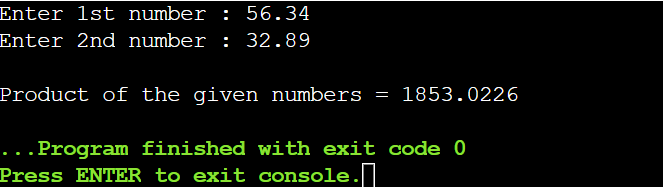 Enter 1st number : 56.34
Enter 2nd number : 32.89
Product of the given numbers = 1853.0226
...Program finished with exit code 0
Press ENTER to exit console.